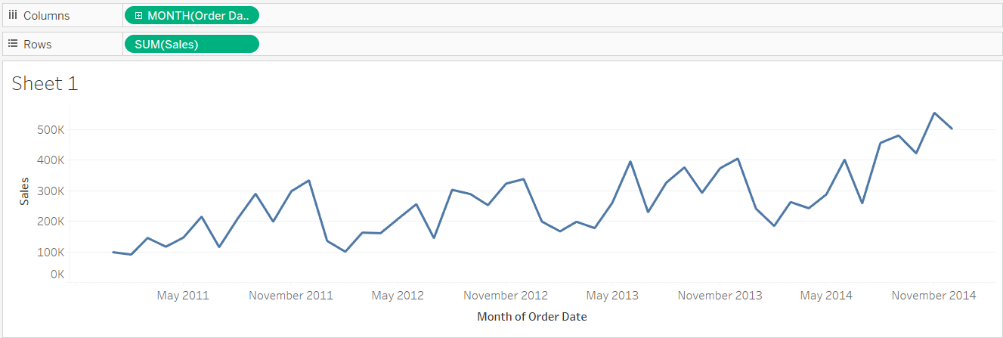 Columns
MONTH(Order Da..
Rows
SUM(Sales)
Sheet 1
500K
400K
300K
200K
100K
0K
Sales
May 2011 November 2011 May 2012 November 2012 May 2013 November 2013 May 2014 November 2014
Month of Order Date